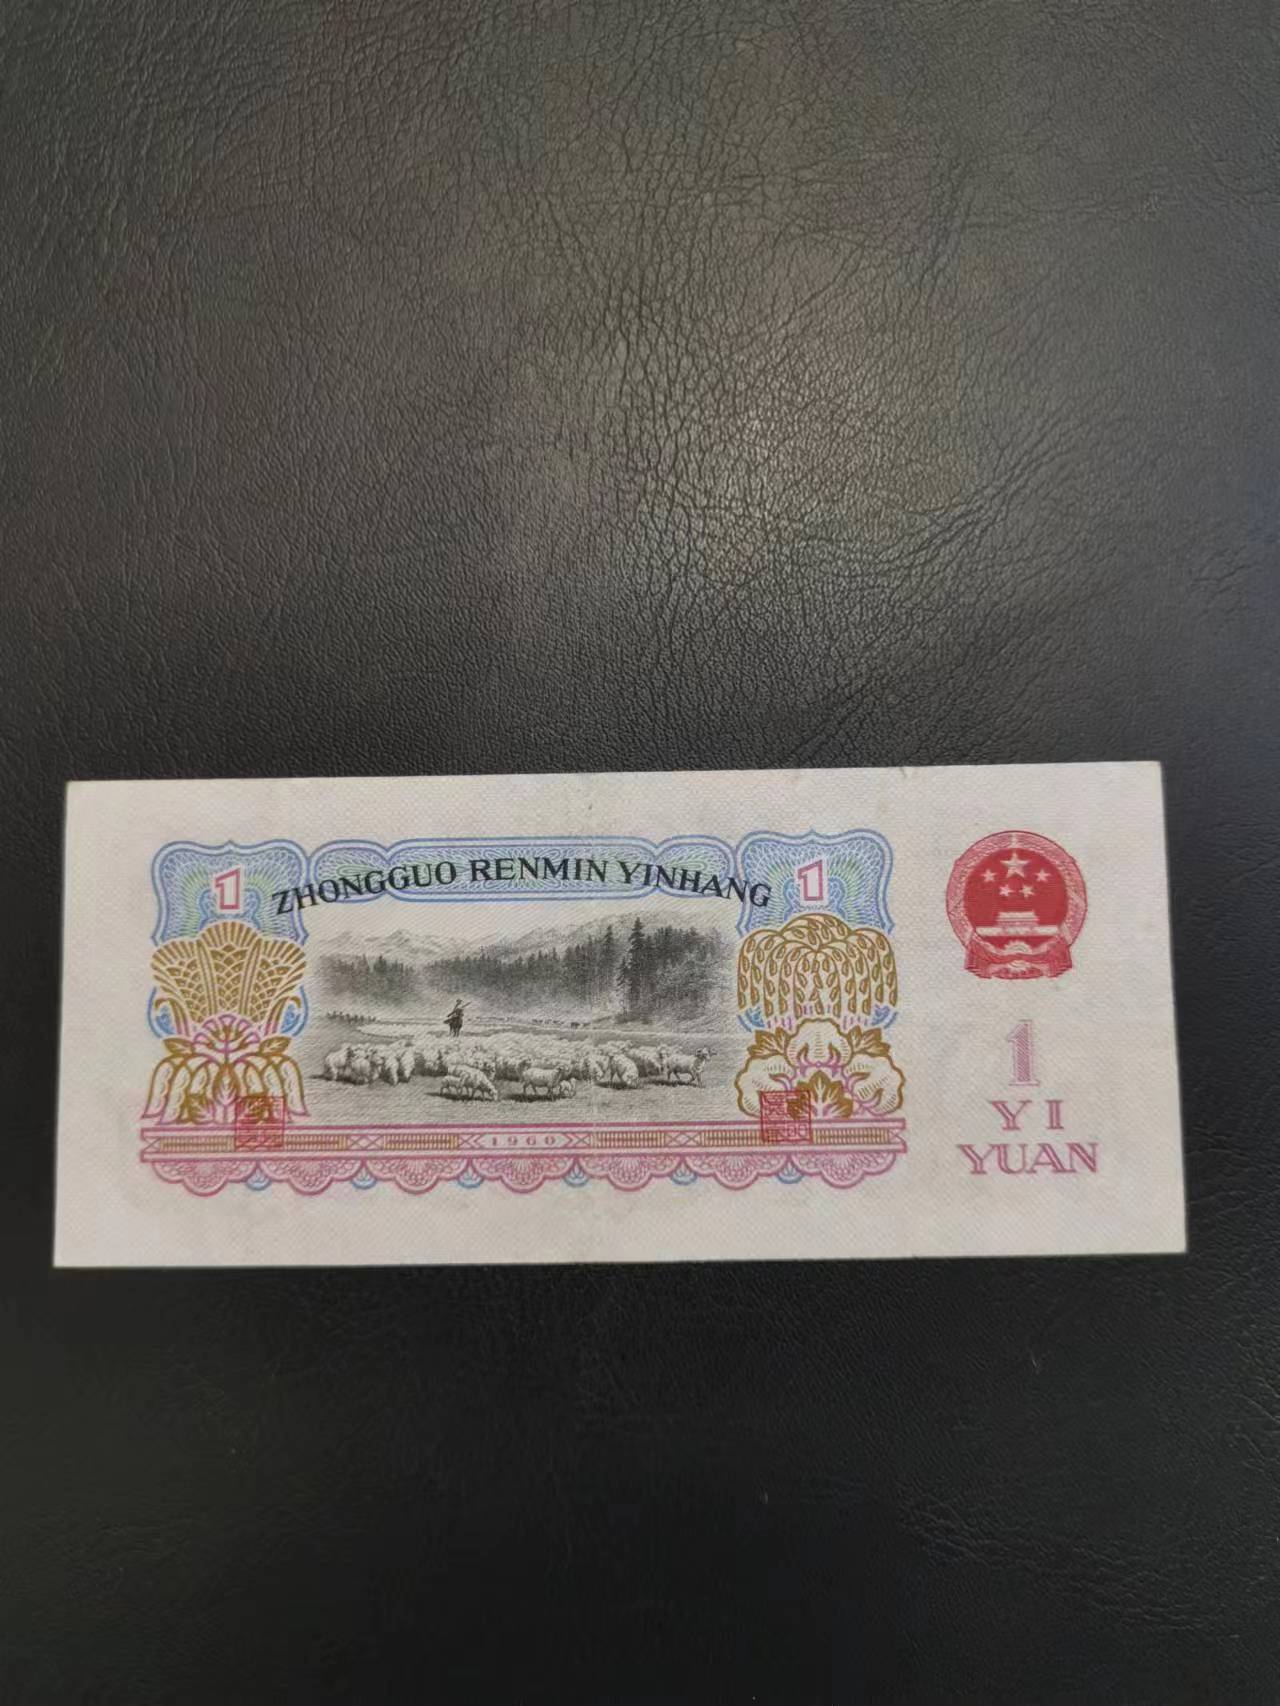 1 ZHONGGUO RENMIN YINHANG 1
1960
1
YI
YUAN